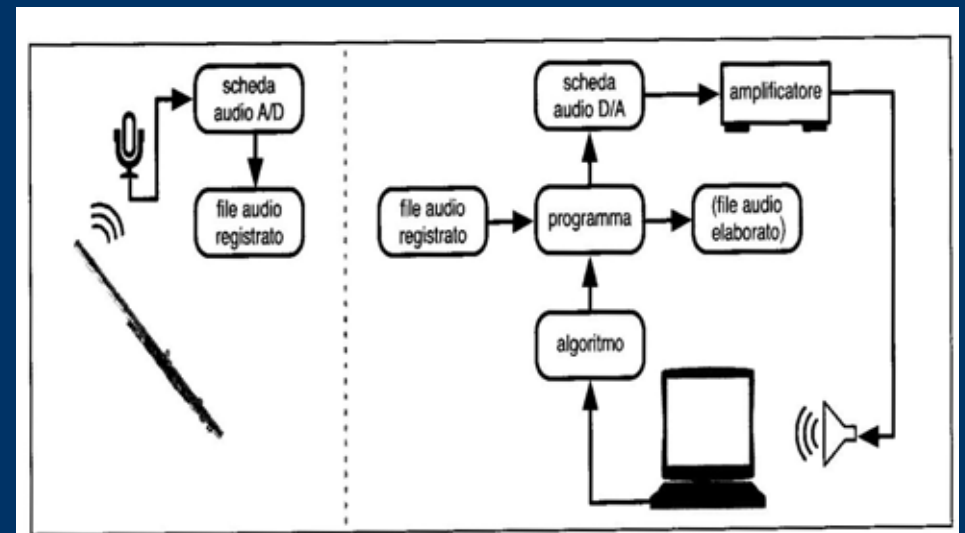 scheda
audio A/D
file audio
registrato
scheda
audio D/A
amplificatore
file audio
registrato
programma
(file audio
elaborato)
algoritmo